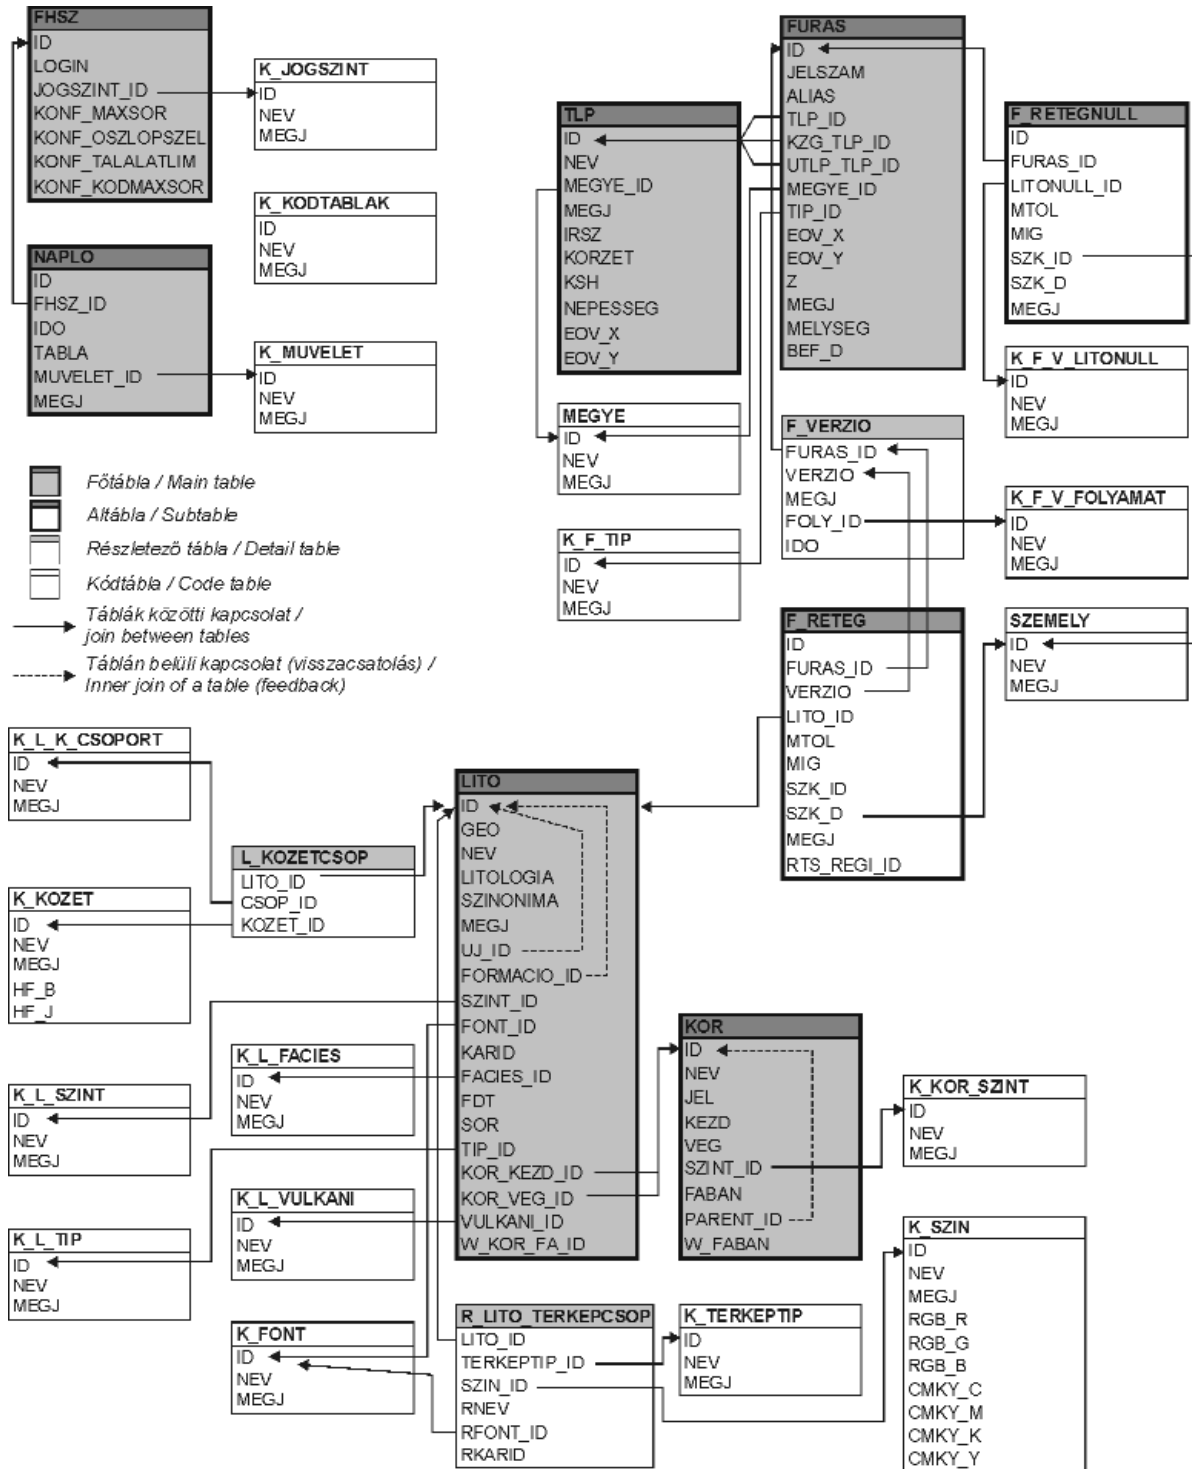 FHSZ
ID
LOGIN
JOGSZINT_ID
KONF_MAXSOR
KONF_OSZLOPSZEL
KONF_TALALATLIM
KONF_KODMAXSOR
K_JOGSZINT
ID
NEV
MEGJ
K_KODTABLAK
ID
NEV
MEGJ
NAPLO
ID
FHSZ_ID
IDO
TABLA
MUVELET_ID
MEGJ
K_MUVELET
ID
NEV
MEGJ
TLP
ID
NEV
MEGYE_ID
MEGJ
IRSZ
KORZET
KSH
NEPESSEG
EOV_X
EOV_Y
FURAS
ID
JELSZAM
ALIAS
TLP_ID
KZG_TLP_ID
UTLP_TLP_ID
MEGYE_ID
TIP_ID
EOV_X
EOV_Y
Z
MEGJ
MELYSEG
BEF_D
F_RETEGNULL
ID
FURAS_ID
LITONULL_ID
MTOL
MIG
SZK_ID
SZK_D
MEGJ
K_F_V_LITONULL
ID
NEV
MEGJ
MEGYE
ID
NEV
MEGJ
F_VERZIO
FURAS_ID
VERZIO
MEGJ
FOLY_ID
IDO
K_F_V_FOLYAMAT
ID
NEV
MEGJ
K_F_TIP
ID
NEV
MEGJ
Főtábla / Main table
Altábla / Subtable
Részletező tábla / Detail table
Kódtábla / Code table
Táblák közötti kapcsolat /
join between tables
Táblán belüli kapcsolat (visszacsatolás) /
Inner join of a table (feedback)
F_RETEG
ID
FURAS_ID
VERZIO
LITO_ID
MTOL
MIG
SZK_ID
SZK_D
MEGJ
RTS_REGI_ID
SZEMELY
ID
NEV
MEGJ
K_L_K_CSOPORT
ID
NEV
MEGJ
L_KOZETCSOP
LITO_ID
CSOP_ID
KOZET_ID
K_KOZET
ID
NEV
MEGJ
HF_B
HF_J
LITO
ID
GEO
NEV
LITOLOGIA
SZINONIMA
MEGJ
UJ_ID
FORMACIO_ID
SZINT_ID
FONT_ID
KARID
FACIES_ID
FDT
SOR
TIP_ID
KOR_KEZD_ID
KOR_VEG_ID
VULKANI_ID
W_KOR_FA_ID
K_L_FACIES
ID
NEV
MEGJ
K_L_SZINT
ID
NEV
MEGJ
K_L_VULKANI
ID
NEV
MEGJ
K_L_TIP
ID
NEV
MEGJ
K_FONT
ID
NEV
MEGJ
KOR
ID
NEV
JEL
KEZD
VEG
SZINT_ID
FABAN
PARENT_ID
W_FABAN
K_KOR_SZINT
ID
NEV
MEGJ
R_LITO_TERKEPCSOP
LITO_ID
TERKEPTIP_ID
SZIN_ID
RNEV
RFONT_ID
RKARID
K_TERKEPTIP
ID
NEV
MEGJ
K_SZIN
ID
NEV
MEGJ
RGB_R
RGB_G
RGB_B
CMKY_C
CMKY_M
CMKY_K
CMKY_Y